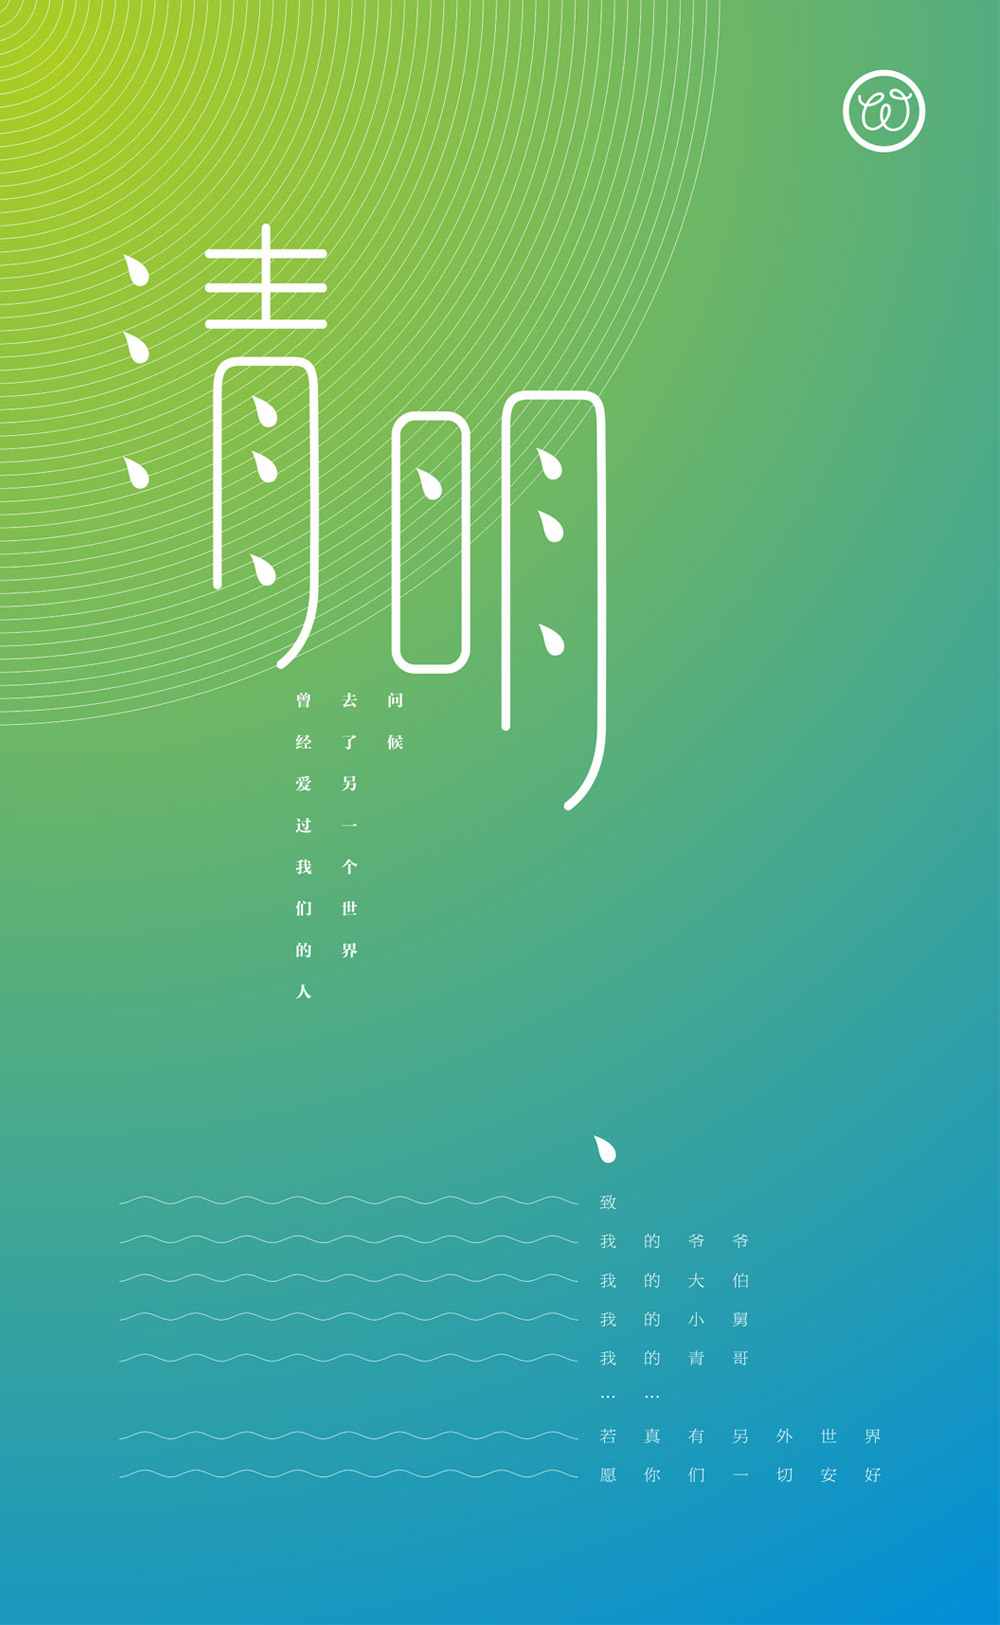 清明
问候
去了另一个世界
曾经爱过我们的人
致
我的爷爷
我的大伯
我的小舅
我的青哥
……
若真有另外世界
愿你们一切安好